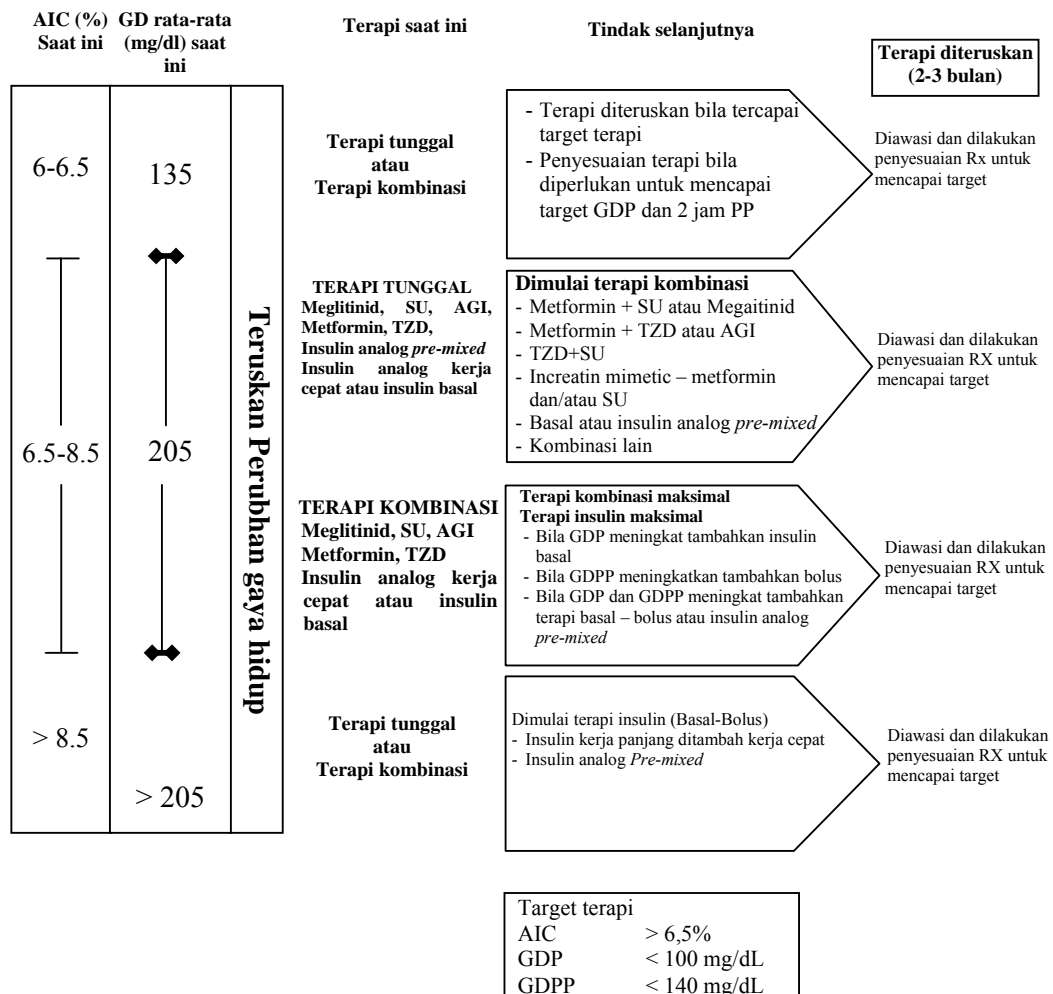 AIC (%)
Saat ini
GD rata-rata
(mg/dl) saat
ini
Terapi saat ini
Tindak selanjutnya
Terapi diteruskan
(2-3 bulan)
6-6.5
135
Terapi tunggal
atau
Terapi kombinasi
- Terapi diteruskan bila tercapai
target terapi
- Penyesuaian terapi bila
diperlukan untuk mencapai
target GDP dan 2 jam PP
Diawasi dan dilakukan
penyesuaian Rx untuk
mencapai target
Teruskan Perubhan gaya hidup
6.5-8.5
205
TERAPI TUNGGAL
Meglitinid, SU, AGI,
Metformin, TZD,
Insulin analog pre-mixed
Insulin analog kerja
cepat atau insulin basal
Dimulai terapi kombinasi
- Metformin + SU atau Megaitinid
- Metformin + TZD atau AGI
- TZD+SU
- Increatin mimetic – metformin
dan/atau SU
- Basal atau insulin analog pre-mixed
- Kombinasi lain
Diawasi dan dilakukan
penyesuaian RX untuk
mencapai target
TERAPI KOMBINASI
Meglitinid, SU, AGI
Metformin, TZD
Insulin analog kerja
cepat atau insulin
basal
Terapi kombinasi maksimal
Terapi insulin maksimal
- Bila GDP meningkat tambahkan insulin
basal
- Bila GDPP meningkatkan tambahkan bolus
- Bila GDP dan GDPP meningkat tambahkan
terapi basal – bolus atau insulin analog
pre-mixed
Diawasi dan dilakukan
penyesuaian RX untuk
mencapai target
> 8.5
> 205
Terapi tunggal
atau
Terapi kombinasi
Dimulai terapi insulin (Basal-Bolus)
- Insulin kerja panjang ditambah kerja cepat
- Insulin analog Pre-mixed
Diawasi dan dilakukan
penyesuaian RX untuk
mencapai target
Target terapi
AIC > 6,5%
GDP < 100 mg/dL
GDPP < 140 mg/dL